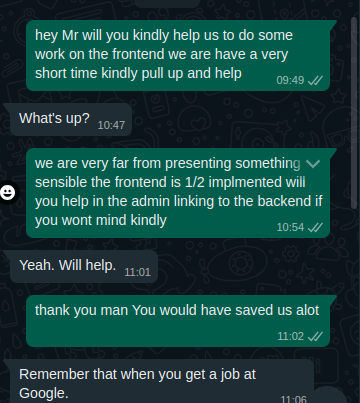 hey Mr will you kindly help us to do some
work on the frontend we are have a very
short time kindly pull up and help
09:49
What's up?
10:47
we are very far from presenting something
sensible the frontend is 1/2 implmented will
you help in the admin linking to the backend if
you wont mind kindly
10:54
Yeah. Will help.
11:01
thank you man You would have saved us alot
11:02
Remember that when you get a job at
Google.
11:06